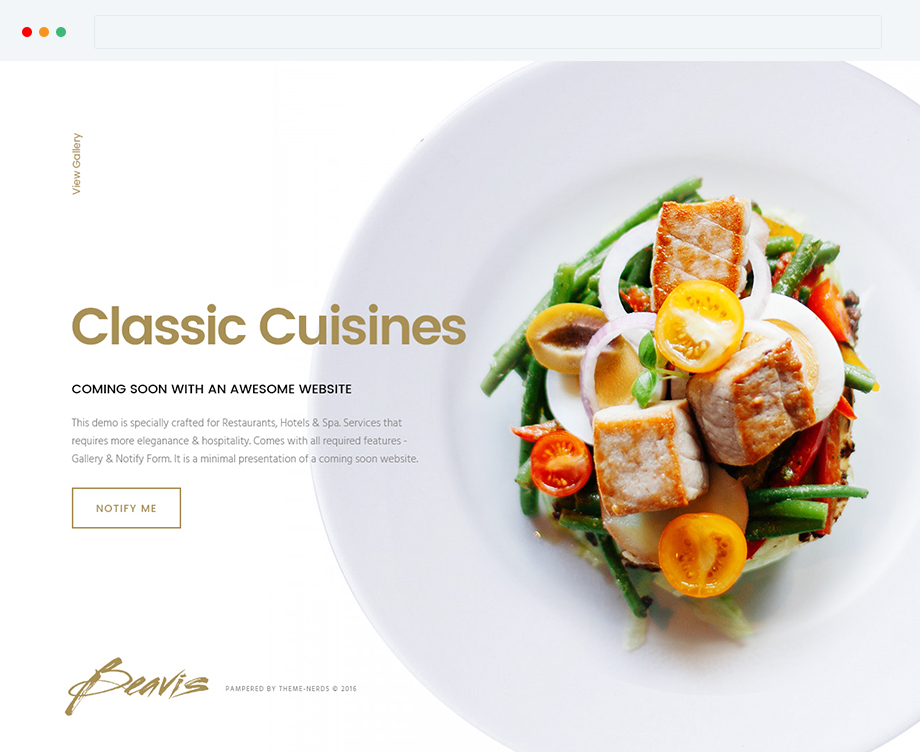 View Gallery
Classic Cuisines
COMING SOON WITH AN AWESOME WEBSITE
This demo is specially crafted for Restaurants, Hotels & Spa. Services that
requires more eleganance & hospitality. Comes with all required features -
Gallery & Notify Form. It is a minimal presentation of a coming soon website.
NOTIFY ME
Beavis
PAMPERED BY THEME-NERDS © 2016